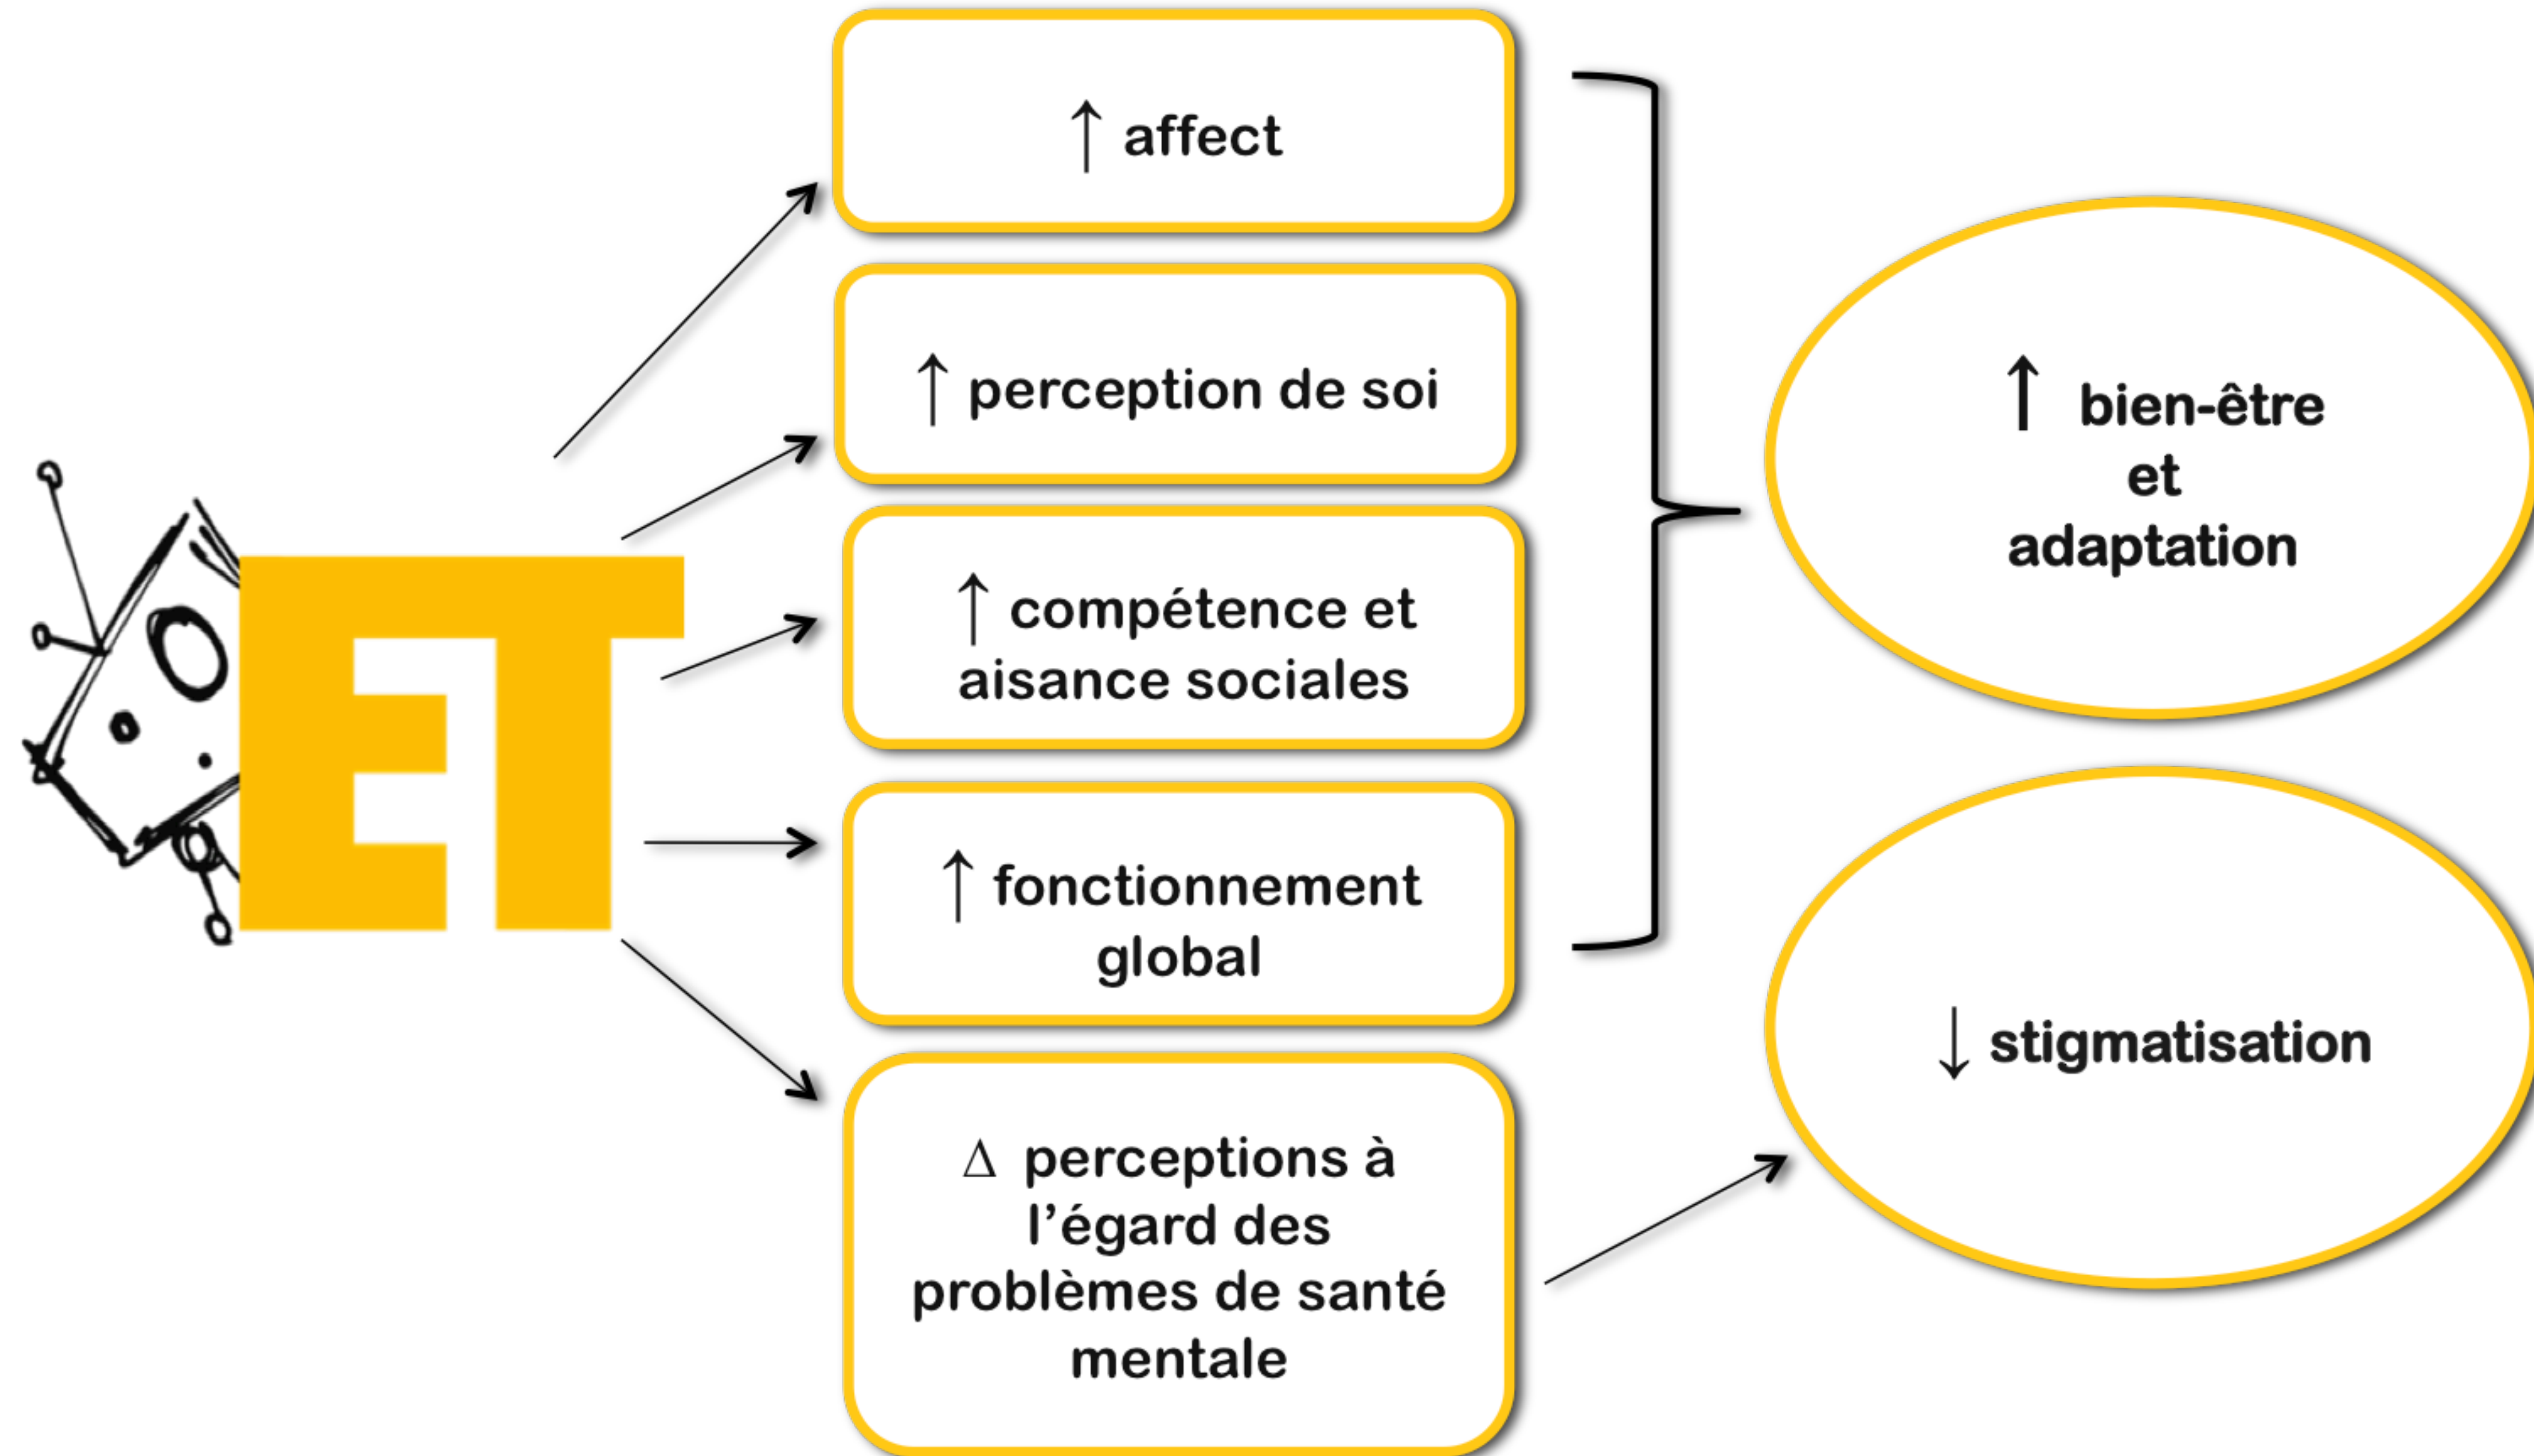 ↑ affect
↑ perception de soi
↑ compétence et
aisance sociales
↑ fonctionnement
global
Δ perceptions à
l’égard des
problèmes de santé
mentale
ET
↑ bien-être
et
adaptation
↓ stigmatisation